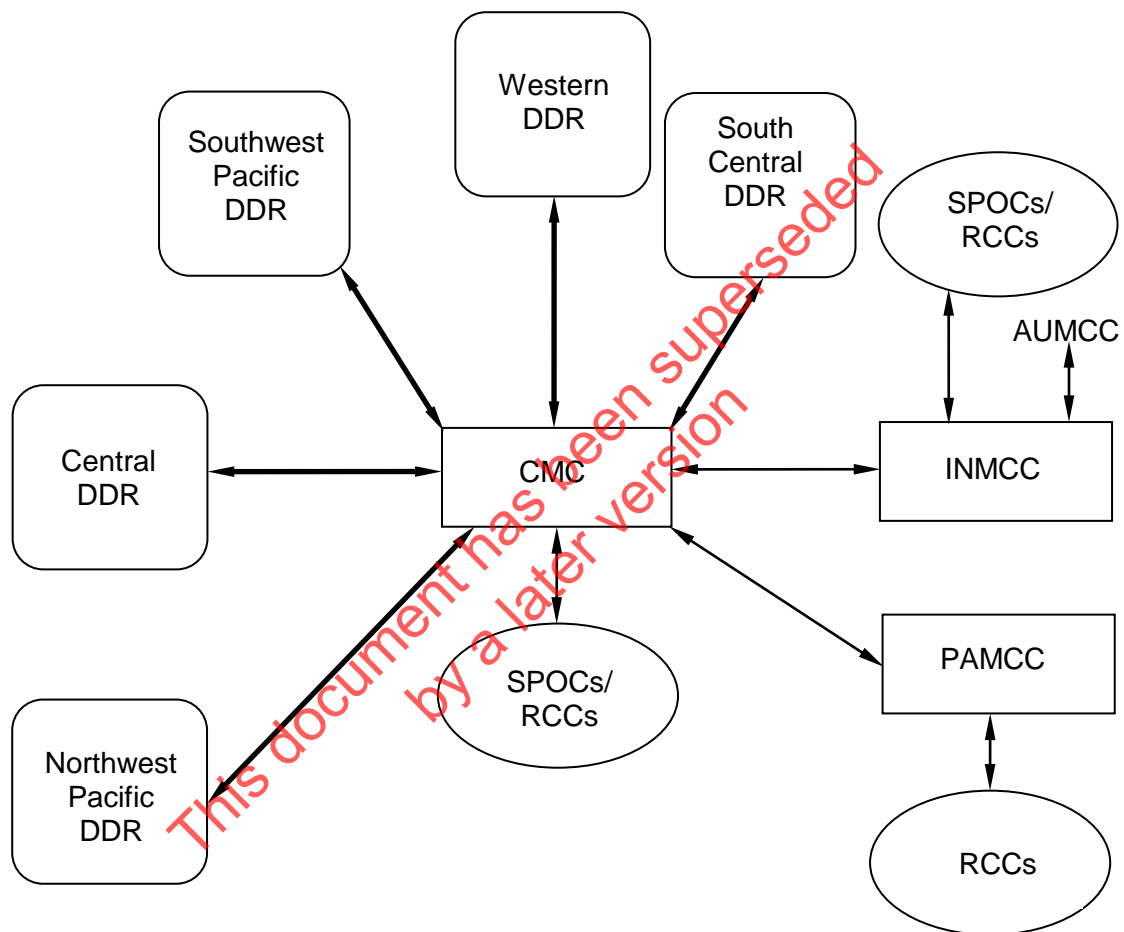 Western
DDR
Southwest
Pacific
DDR
South
Central
DDR
SPOCs/
RCCs
AUMCC
Central
DDR
CMC
INMCC
SPOCs/
RCCs
PAMCC
Northwest
Pacific
DDR
RCCs
This document has been superseded
by a later version